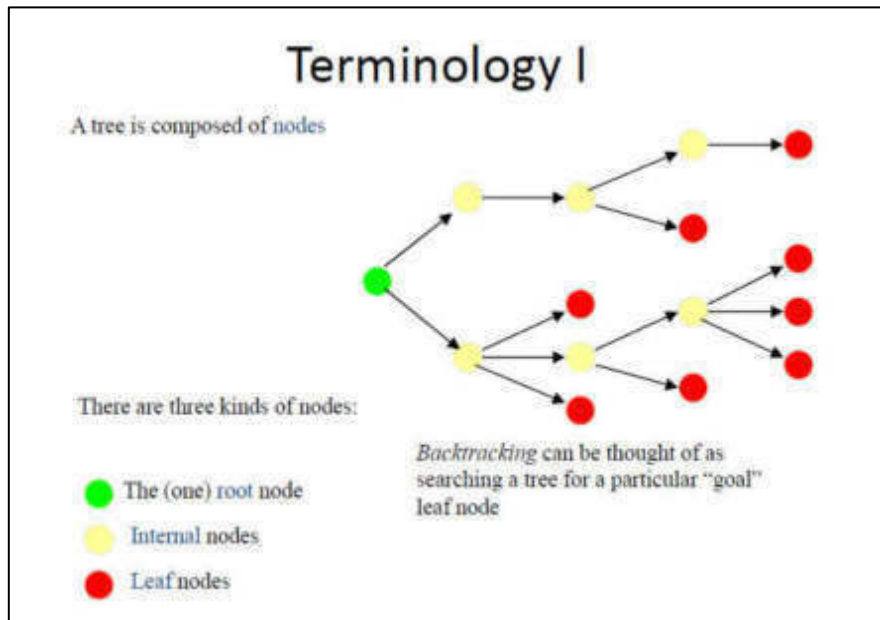 Terminology I
A tree is composed of nodes
There are three kinds of nodes:
The (one) root node
Internal nodes
Leaf nodes
Backtracking can be thought of as
searching a tree for a particular “goal”
leaf node